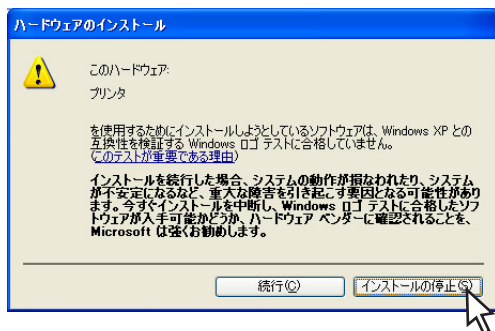 ハードウェアのインストール
このハードウェア:
プリンタ
を使用するためにインストールしようとしているソフトウェアは、Windows XP との
互換性を検証する Windows ロゴ テストに合格していません。
(このテストが重要である理由)
インストールを続行した場合、システムの動作が損なわれたり、システム
が不安定になるなど、重大な障害を引き起こす要因となる可能性があり
ます。今すぐインストールを中断し、Windows ロゴ テストに合格したソフ
トウェアが入手可能かどうか、ハードウェア ベンダーに確認されることを、
Microsoft は強くお勧めします。
続行(C)
インストールの停止(S)